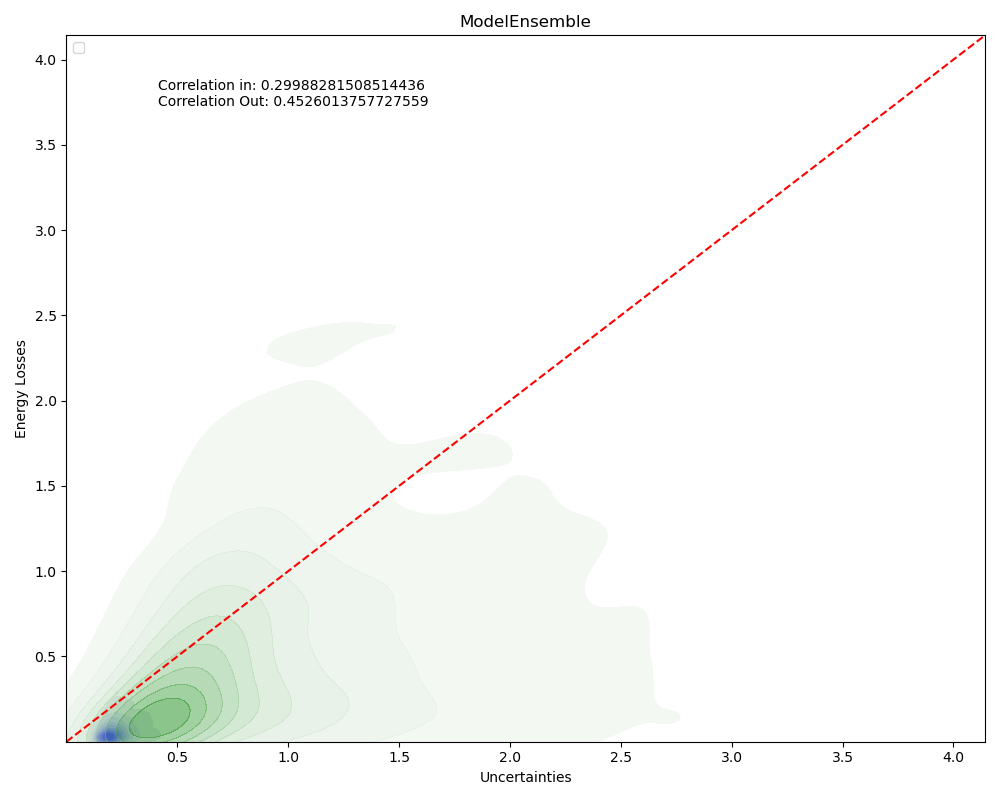 ModelEnsemble
Correlation in: 0.29988281508514436
Correlation Out: 0.4526013757727559
4.0
3.5
3.0
2.5
2.0
1.5
1.0
0.5
Energy Losses
0.5 1.0 1.5 2.0 2.5 3.0 3.5 4.0
Uncertainties